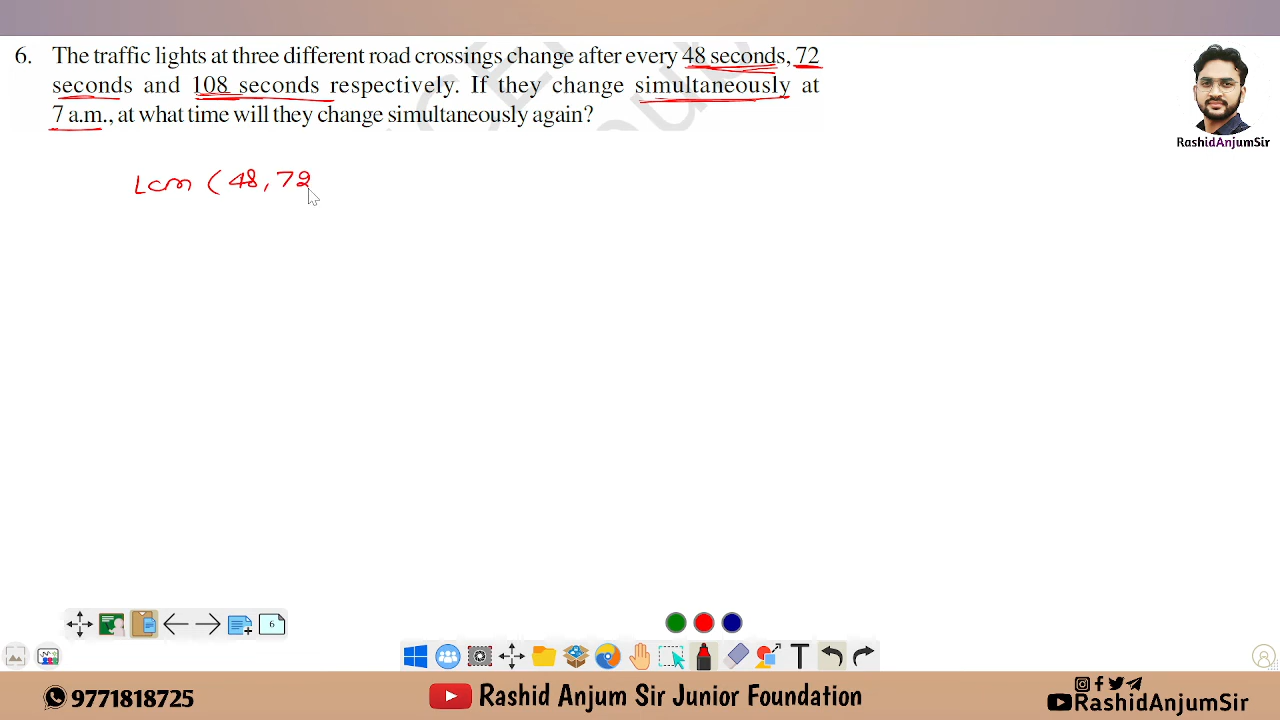 6. The traffic lights at three different road crossings change after every 48 seconds, 72
seconds and 108 seconds respectively. If they change simultaneously at
7 a.m., at what time will they change simultaneously again?
RashidAnjumSir
Lcm (48, 72
6
T
9771818725
Rashid Anjum Sir Junior Foundation
RashidAnjumSir